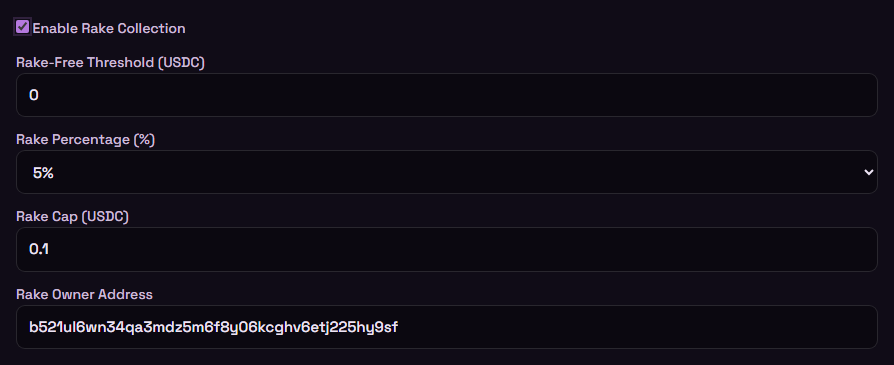 Enable Rake Collection
Rake-Free Threshold (USDC)
0
Rake Percentage (%)
5%
Rake Cap (USDC)
0.1
Rake Owner Address
b521ul6wn34qa3mdz5m6f8y06kcghv6etj225hy9sf